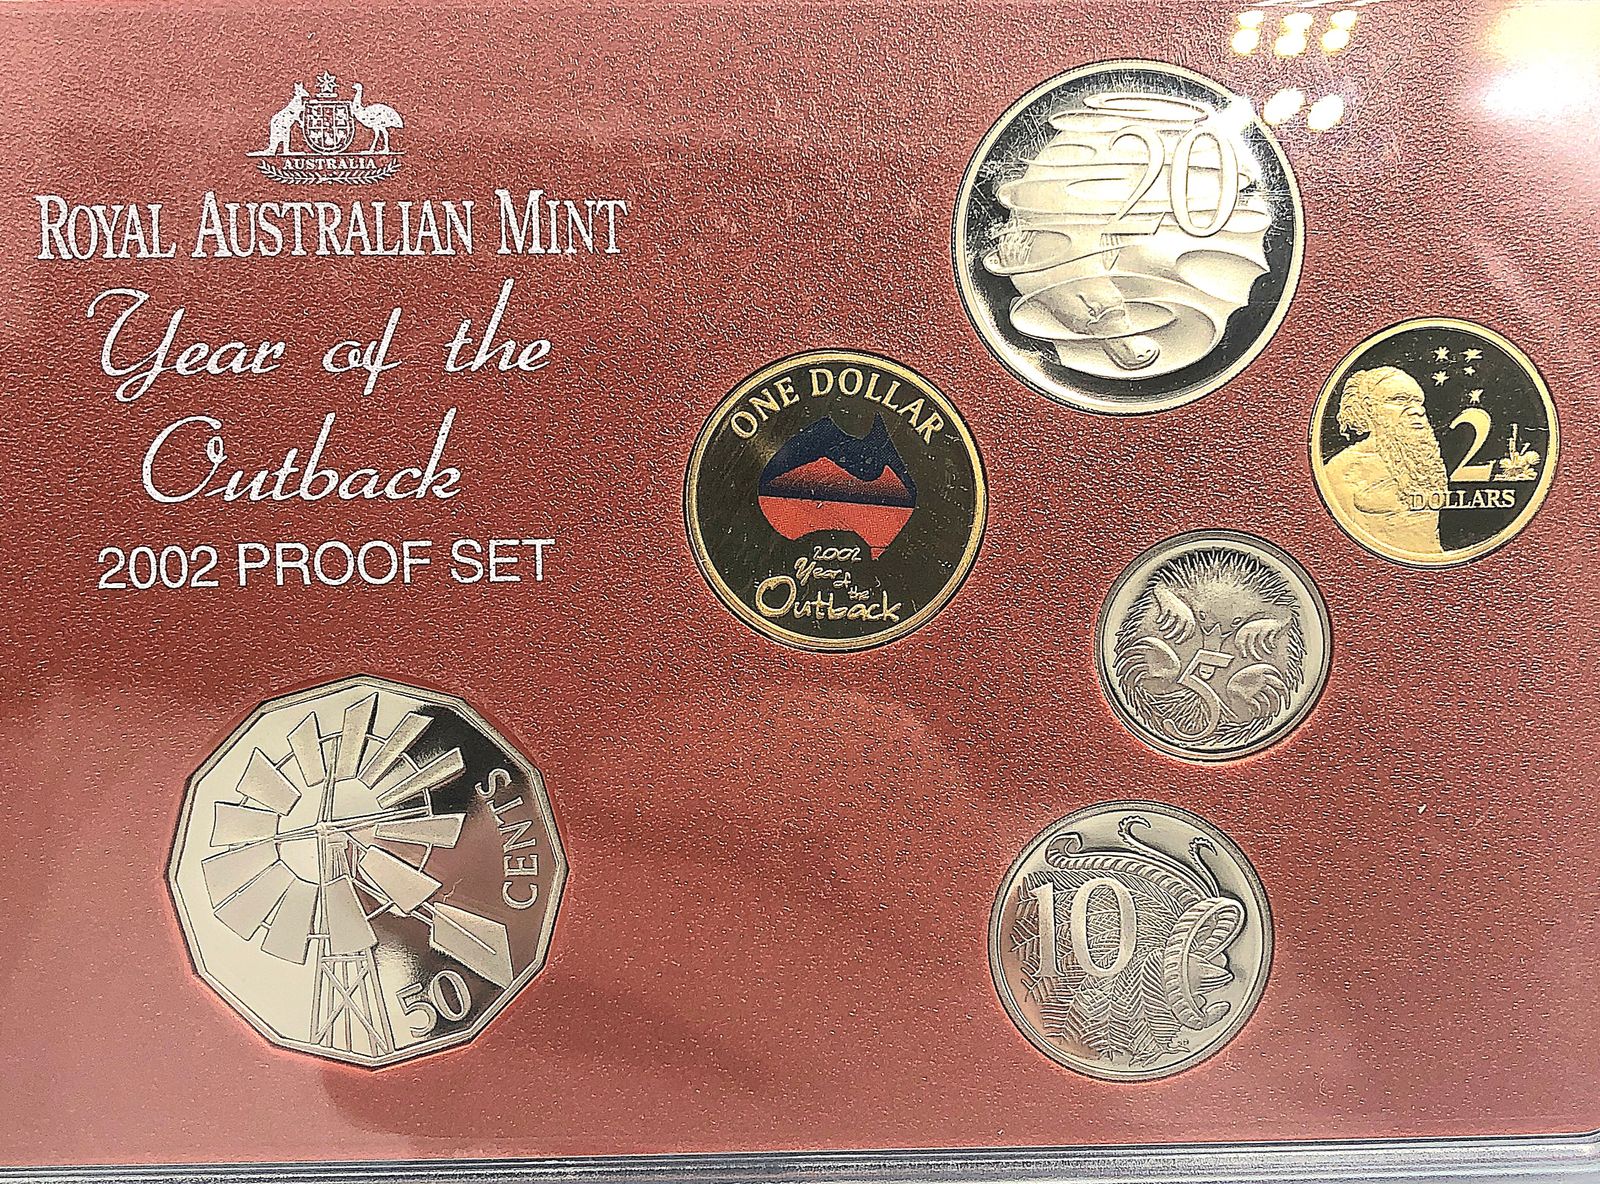 AUSTRALIA
ROYAL AUSTRALIAN MINT
Year of the
Outback
2002 PROOF SET
20
ONE DOLLAR
2002
Year of the
Outback
2
DOLLARS
5
CENTS
50
10